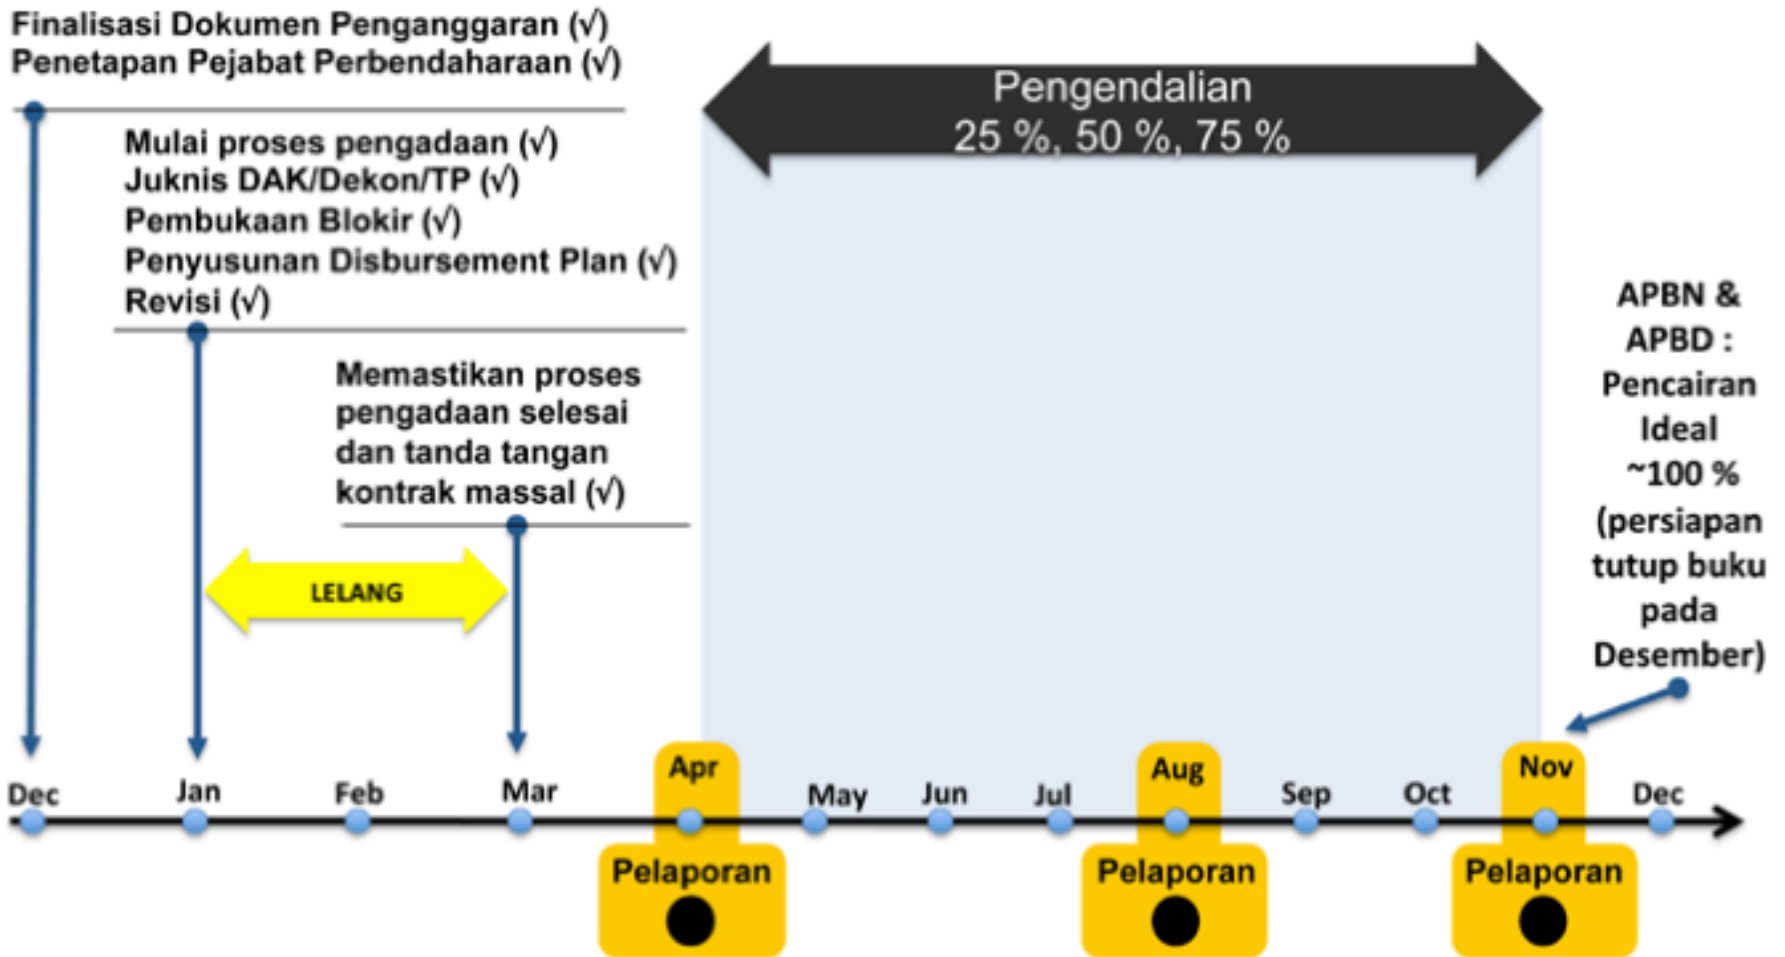 Finalisasi Dokumen Penganggaran (√)
Penetapan Pejabat Perbendaharaan (√)
Mulai proses pengadaan (√)
Juknis DAK/Dekon/TP (√)
Pembukaan Blokir (√)
Penyusunan Disbursement Plan (√)
Revisi (√)
Memastikan proses
pengadaan selesai
dan tanda tangan
kontrak massal (√)
LELANG
Pengendalian
25 %, 50 %, 75 %
APBN &
APBD :
Pencairan
Ideal
~100 %
(persiapan
tutup buku
pada
Desember)
Dec
Jan
Feb
Mar
Apr
May
Jun
Jul
Aug
Sep
Oct
Nov
Dec
Pelaporan
Pelaporan
Pelaporan